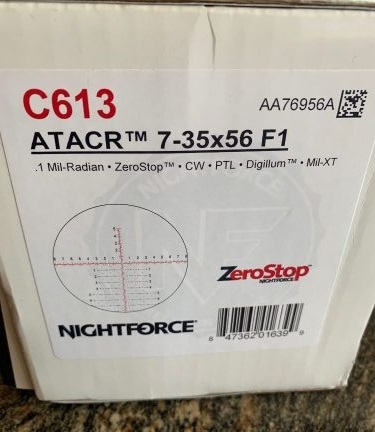 C613
AA76956A
ATACR™ 7-35x56 F1
.1 Mil-Radian • ZeroStop™ • CW • PTL • Digillum™ • Mil-XT
ZeroStop™
NIGHTFORCE
NIGHTFORCE®
8 47362 01639 9